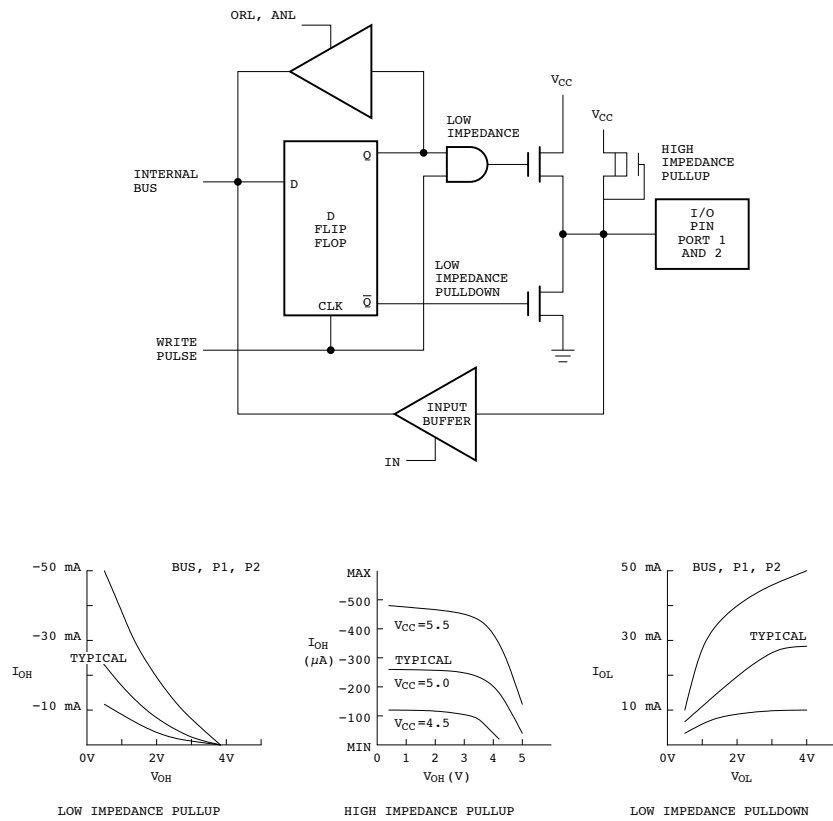 ORL, ANL
VCC
VCC
LOW
IMPEDANCE
HIGH
IMPEDANCE
PULLUP
INTERNAL
BUS
D
Q
D
FLIP
FLOP
I/O
PIN
PORT 1
AND 2
LOW
IMPEDANCE
PULLDOWN
CLK
Q̅
WRITE
PULSE
INPUT
BUFFER
IN
-50 mA
-30 mA
-10 mA
IOH
BUS, P1, P2
TYPICAL
0V 2V 4V
VOH
LOW IMPEDANCE PULLUP
MAX
-500
-400
-300
-200
-100
MIN
IOH
(µA)
VCC=5.5
TYPICAL
VCC=5.0
VCC=4.5
0 1 2 3 4 5
VOH(V)
HIGH IMPEDANCE PULLUP
50 mA
30 mA
10 mA
IOL
BUS, P1, P2
TYPICAL
0V 2V 4V
VOL
LOW IMPEDANCE PULLDOWN